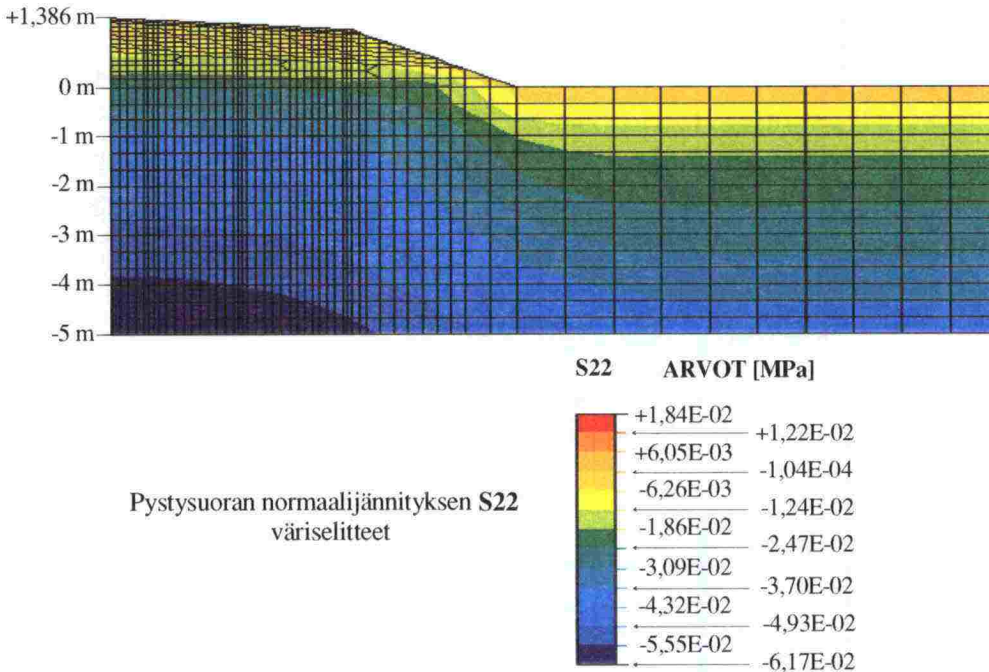 +1,386 m
0 m
-1 m
-2 m
-3 m
-4 m
-5 m
S22 ARVOT [MPa]
+1,84E-02
+1,22E-02
+6,05E-03
-1,04E-04
-6,26E-03
-1,24E-02
-1,86E-02
-2,47E-02
-3,09E-02
-3,70E-02
-4,32E-02
-4,93E-02
-5,55E-02
-6,17E-02
Pystysuoran normaalijännityksen S22
väriselitteet